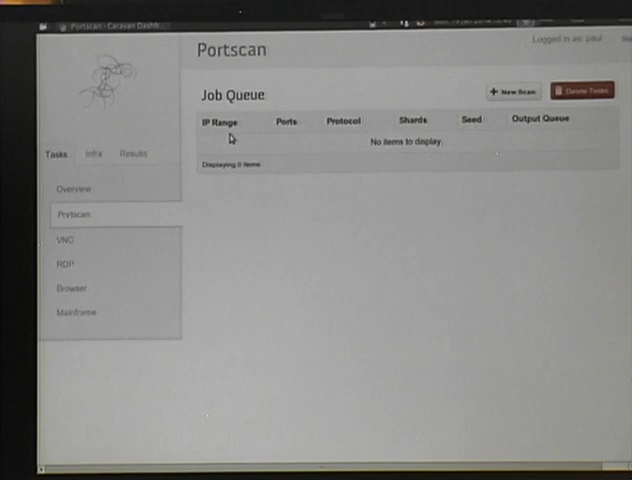 Portscan - Caravan Dashb...
Logged in as: paul
Portscan
Job Queue
New Scan
Delete Tasks
IP Range Ports Protocol Shards Seed Output Queue
No items to display.
Displaying 0 items
Tasks Infra Results
Overview
Portscan
VNC
RDP
Browser
Mainframe